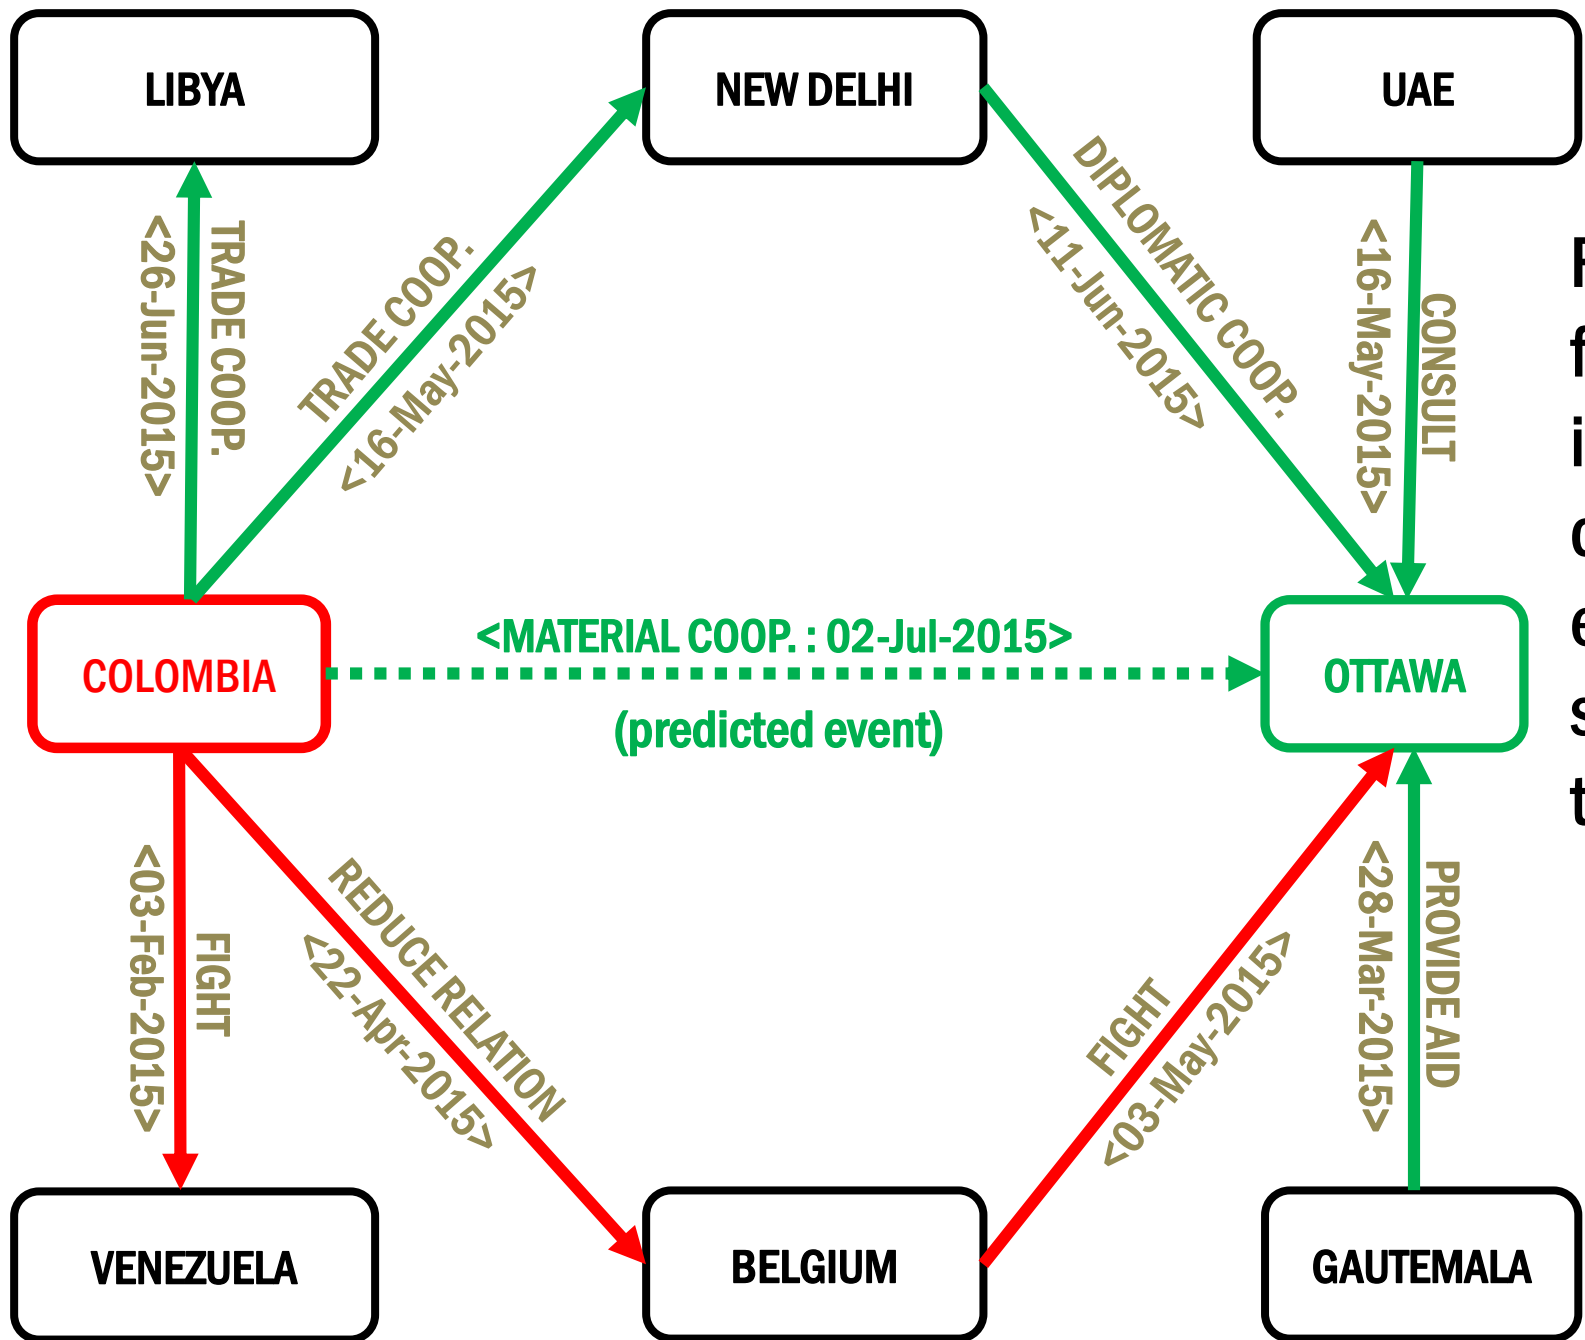 LIBYA
NEW DELHI
UAE
TRADE COOP.
<26-Jun-2015>
TRADE COOP.
<16-May-2015>
DIPLOMATIC COOP.
<11-Jun-2015>
CONSULT
<16-May-2015>
COLOMBIA
<MATERIAL COOP. : 02-Jul-2015>
(predicted event)
OTTAWA
FIGHT
<03-Feb-2015>
REDUCE RELATION
<22-Apr-2015>
FIGHT
<03-May-2015>
PROVIDE AID
<28-Mar-2015>
VENEZUELA
BELGIUM
GAUTEMALA